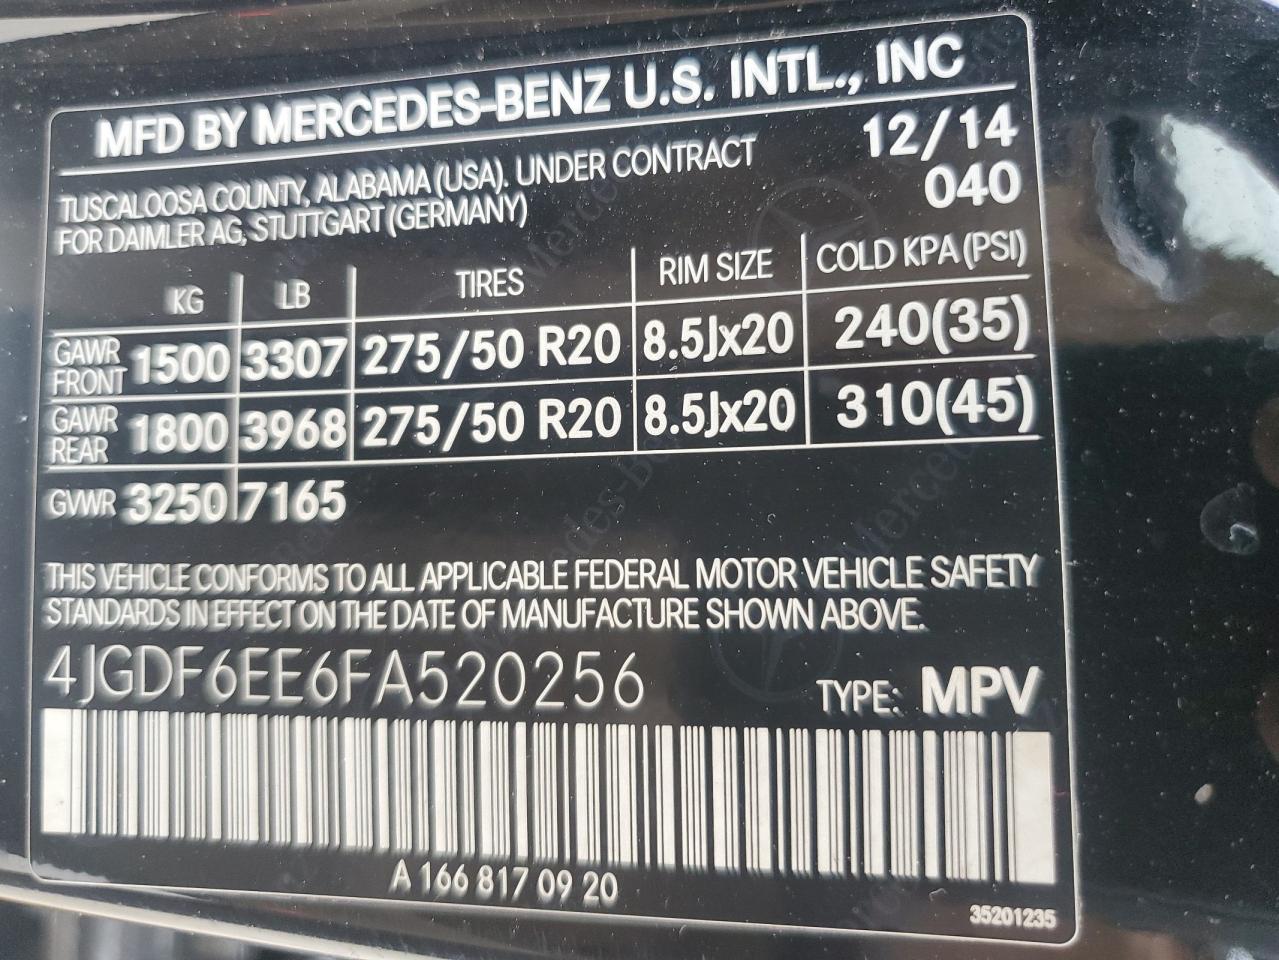 MFD BY MERCEDES-BENZ U.S. INTL., INC
TUSCALOOSA COUNTY, ALABAMA (USA). UNDER CONTRACT
FOR DAIMLER AG, STUTTGART (GERMANY)
12/14
040
KG LB TIRES RIM SIZE COLD KPA (PSI)
GAWR FRONT 1500 3307 275/50 R20 8.5Jx20 240(35)
GAWR REAR 1800 3968 275/50 R20 8.5Jx20 310(45)
GVWR 3250 7165
THIS VEHICLE CONFORMS TO ALL APPLICABLE FEDERAL MOTOR VEHICLE SAFETY
STANDARDS IN EFFECT ON THE DATE OF MANUFACTURE SHOWN ABOVE.
4JGDF6EE6FA520256 TYPE: MPV
A 166 817 09 20
35201235